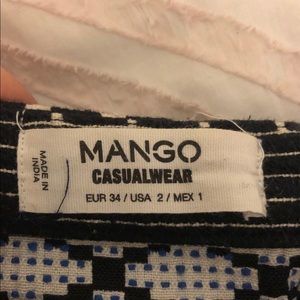 MADE IN
INDIA
MANGO
CASUALWEAR
EUR 34 / USA 2 / MEX 1